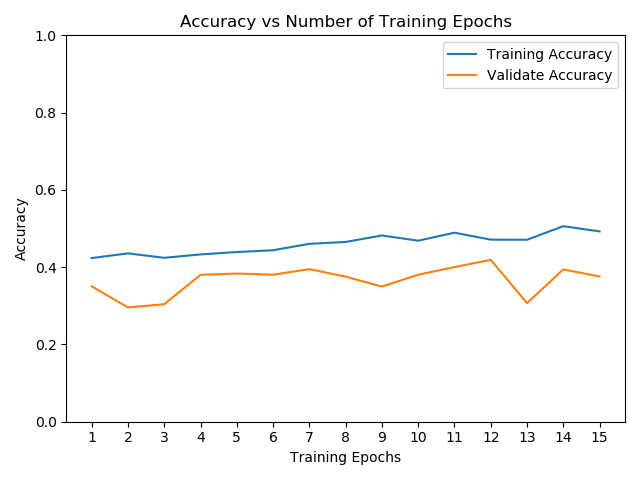 Accuracy vs Number of Training Epochs
1.0
0.8
0.6
0.4
0.2
0.0
Accuracy
Training Accuracy
Validate Accuracy
1 2 3 4 5 6 7 8 9 10 11 12 13 14 15
Training Epochs